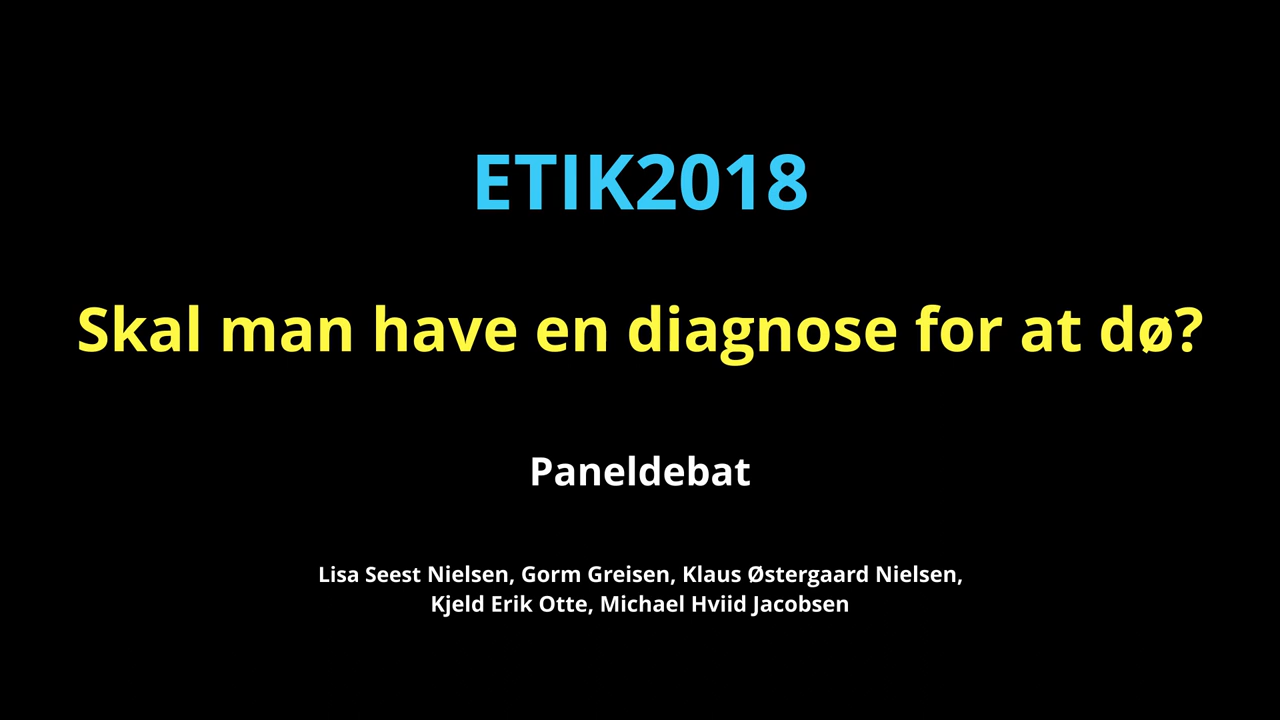 ETIK2018
Skal man have en diagnose for at dø?
Paneldebat
Lisa Seest Nielsen, Gorm Greisen, Klaus Østergaard Nielsen,
Kjeld Erik Otte, Michael Hviid Jacobsen